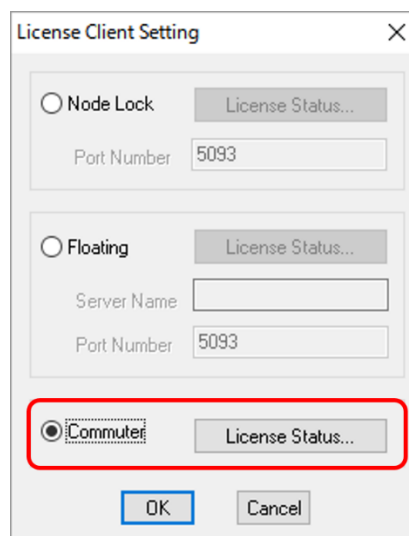 License Client Setting
Node Lock License Status...
Port Number 5093
Floating License Status...
Server Name
Port Number 5093
Commuter License Status...
OK Cancel